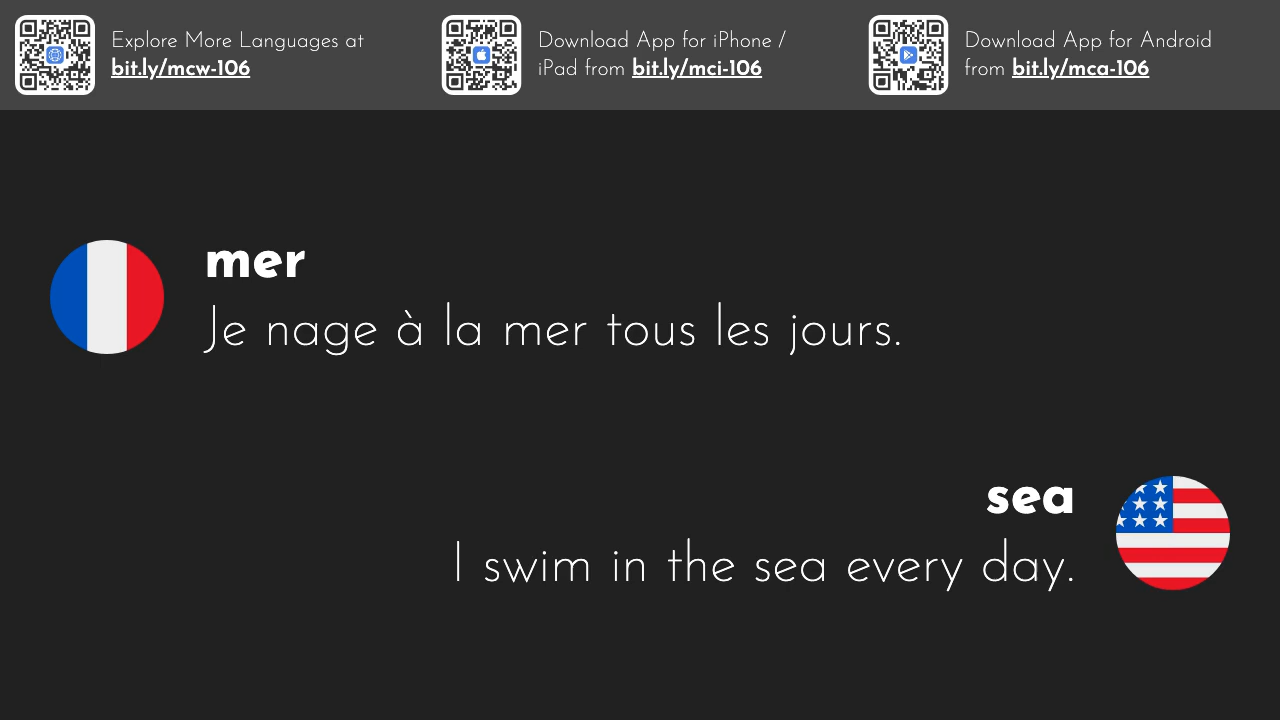 Explore More Languages at
bit.ly/mcw-106
Download App for iPhone /
iPad from bit.ly/mci-106
Download App for Android
from bit.ly/mca-106
mer
Je nage à la mer tous les jours.
sea
I swim in the sea every day.